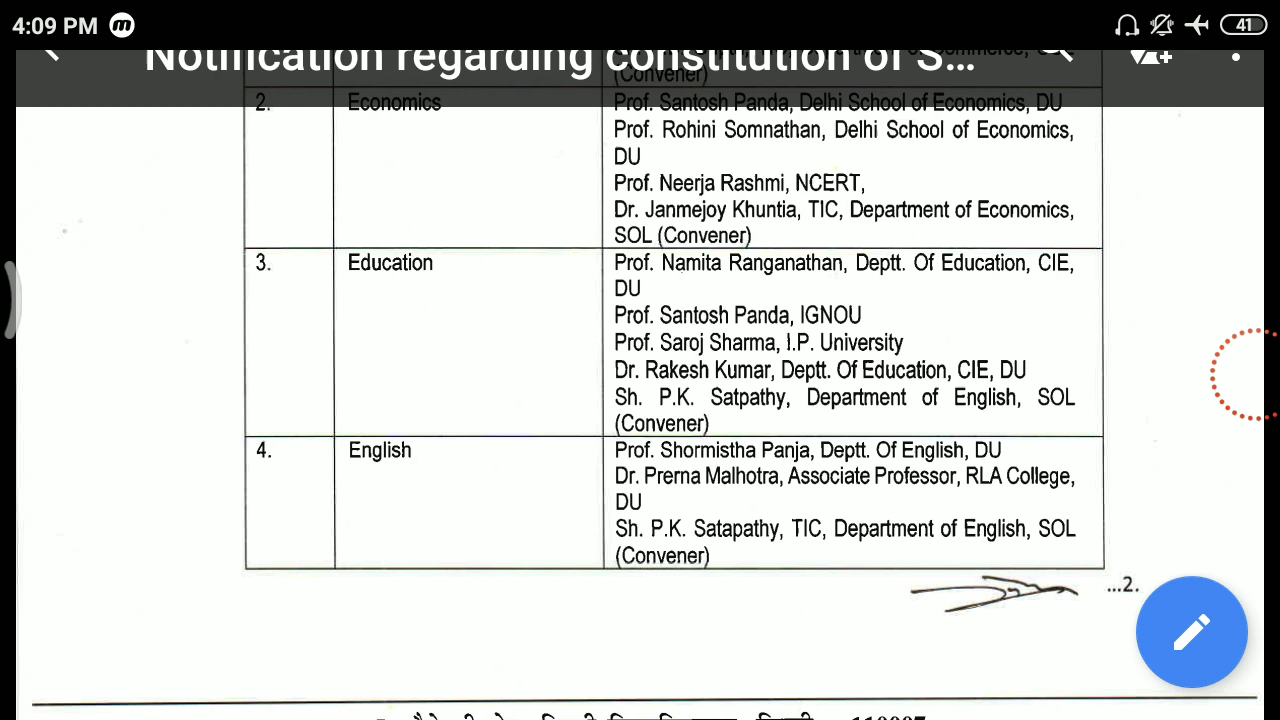 4:09 PM m 41
Notification regarding constitution of S...
(Convener)
2. Economics Prof. Santosh Panda, Delhi School of Economics, DU
Prof. Rohini Somnathan, Delhi School of Economics,
DU
Prof. Neerja Rashmi, NCERT,
Dr. Janmejoy Khuntia, TIC, Department of Economics,
SOL (Convener)
3. Education Prof. Namita Ranganathan, Deptt. Of Education, CIE,
DU
Prof. Santosh Panda, IGNOU
Prof. Saroj Sharma, I.P. University
Dr. Rakesh Kumar, Deptt. Of Education, CIE, DU
Sh. P.K. Satpathy, Department of English, SOL
(Convener)
4. English Prof. Shormistha Panja, Deptt. Of English, DU
Dr. Prerna Malhotra, Associate Professor, RLA College,
DU
Sh. P.K. Satapathy, TIC, Department of English, SOL
(Convener)
...2.
110007